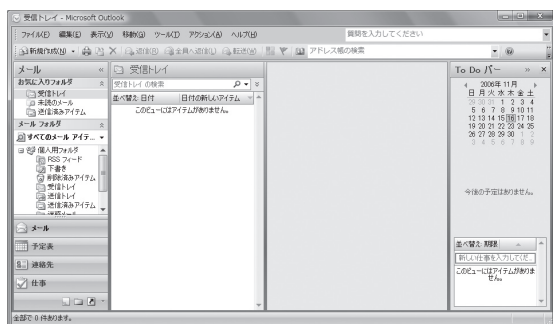 受信トレイ - Microsoft Outlook
ファイル(F) 編集(E) 表示(V) 移動(G) ツール(T) アクション(A) ヘルプ(H) 質問を入力してください
新規作成(N) 返信(R) 全員へ返信(L) 転送(W) アドレス帳の検索
メール «
お気に入りフォルダ
受信トレイ
未読のメール
送信済みアイテム
メール フォルダ
すべてのメール アイテ...
個人用フォルダ
RSS フィード
下書き
削除済みアイテム
受信トレイ
送信トレイ
送信済みアイテム
迷惑メール
メール
予定表
連絡先
仕事
受信トレイ
受信トレイ の検索
並べ替え: 日付 日付の新しいアイテム
このビューにはアイテムがありません。
To Do バー » ×
2006年 11月
日 月 火 水 木 金 土
29 30 31 1 2 3 4
5 6 7 8 9 10 11
12 13 14 15 16 17 18
19 20 21 22 23 24 25
26 27 28 29 30 1 2
3 4 5 6 7 8 9
今後の予定はありません。
並べ替え: 期限
新しい仕事を入力してくだ...
このビューにはアイテムがありま
せん。
全部で 0 件あります。